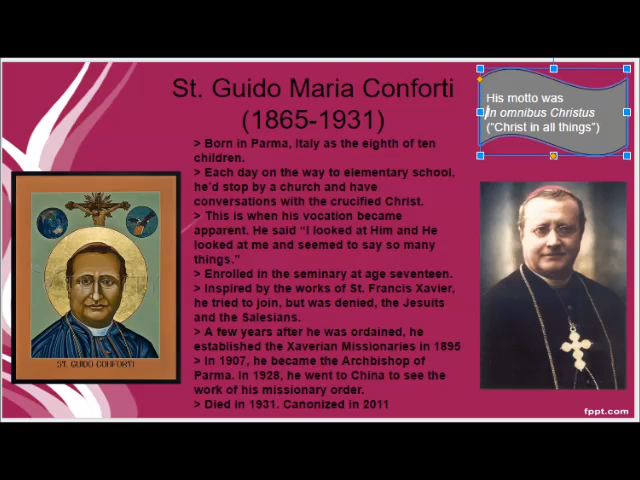 St. Guido Maria Conforti
(1865-1931)
> Born in Parma, Italy as the eighth of ten
children.
> Each day on the way to elementary school,
he'd stop by a church and have
conversations with the crucified Christ.
> This is when his vocation became
apparent. He said "I looked at Him and He
looked at me and seemed to say so many
things."
> Enrolled in the seminary at age seventeen.
> Inspired by the works of St. Francis Xavier,
he tried to join, but was denied, the Jesuits
and the Salesians.
> A few years after he was ordained, he
established the Xaverian Missionaries in 1895
> In 1907, he became the Archbishop of
Parma. In 1928, he went to China to see the
work of his missionary order.
> Died in 1931. Canonized in 2011
His motto was
In omnibus Christus
("Christ in all things")
ST. GUIDO CONFORTI
fppt.com